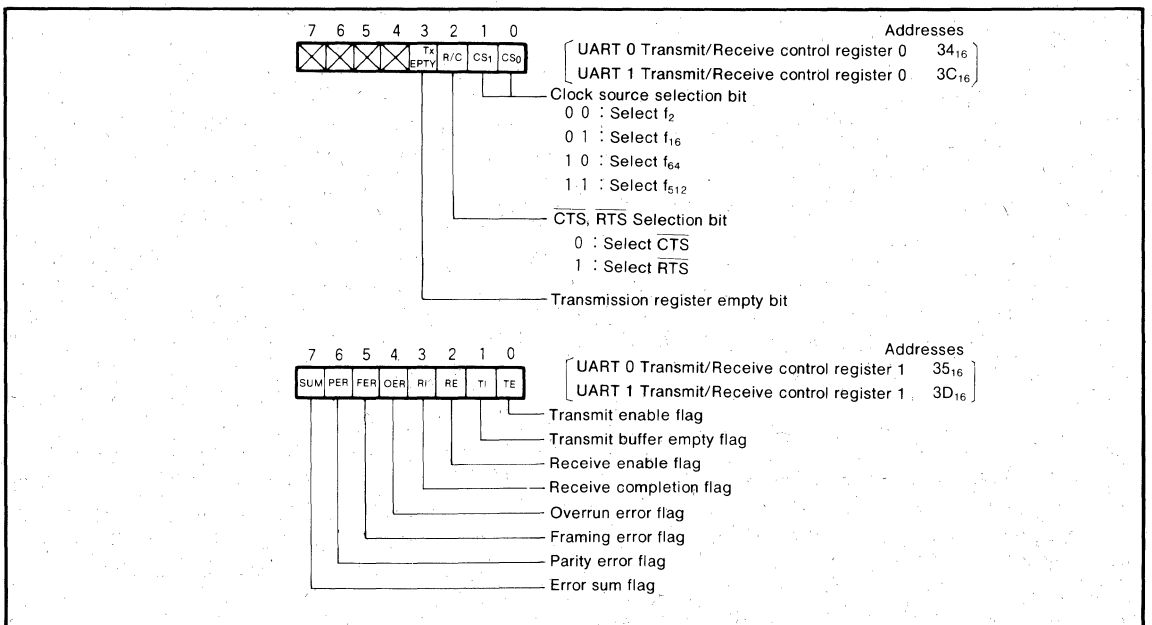 7 6 5 4 3 2 1 0
Tx EPTY R/C CS₁ CS₀
Addresses
UART 0 Transmit/Receive control register 0 34₁₆
UART 1 Transmit/Receive control register 0 3C₁₆
Clock source selection bit
0 0 : Select f₂
0 1 : Select f₁₆
1 0 : Select f₆₄
1 1 : Select f₅₁₂
C̅T̅S̅, R̅T̅S̅ Selection bit
0 : Select C̅T̅S̅
1 : Select R̅T̅S̅
Transmission register empty bit
7 6 5 4 3 2 1 0
SUM PER FER OER RI RE TI TE
Addresses
UART 0 Transmit/Receive control register 1 35₁₆
UART 1 Transmit/Receive control register 1 3D₁₆
Transmit enable flag
Transmit buffer empty flag
Receive enable flag
Receive completion flag
Overrun error flag
Framing error flag
Parity error flag
Error sum flag